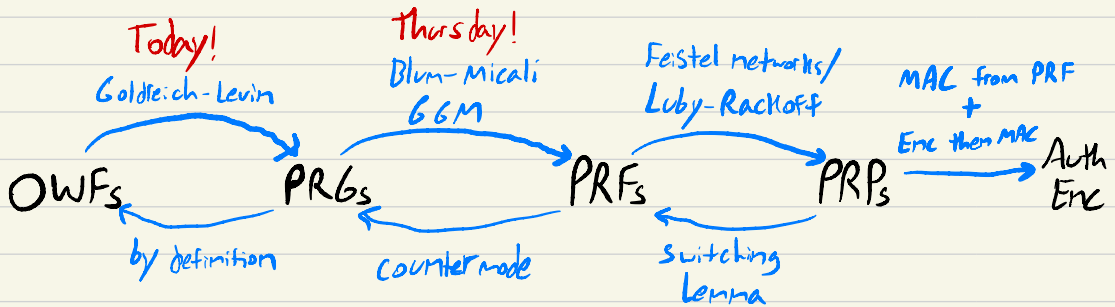 Today!
Goldreich-Levin
Thursday!
Blum-Micali
GGM
Feistel networks/
Luby-Rackoff
MAC from PRF
+
Enc then MAC
OWFs
PRGs
PRFs
PRPs
Auth
Enc
by definition
counter mode
switching
Lemma